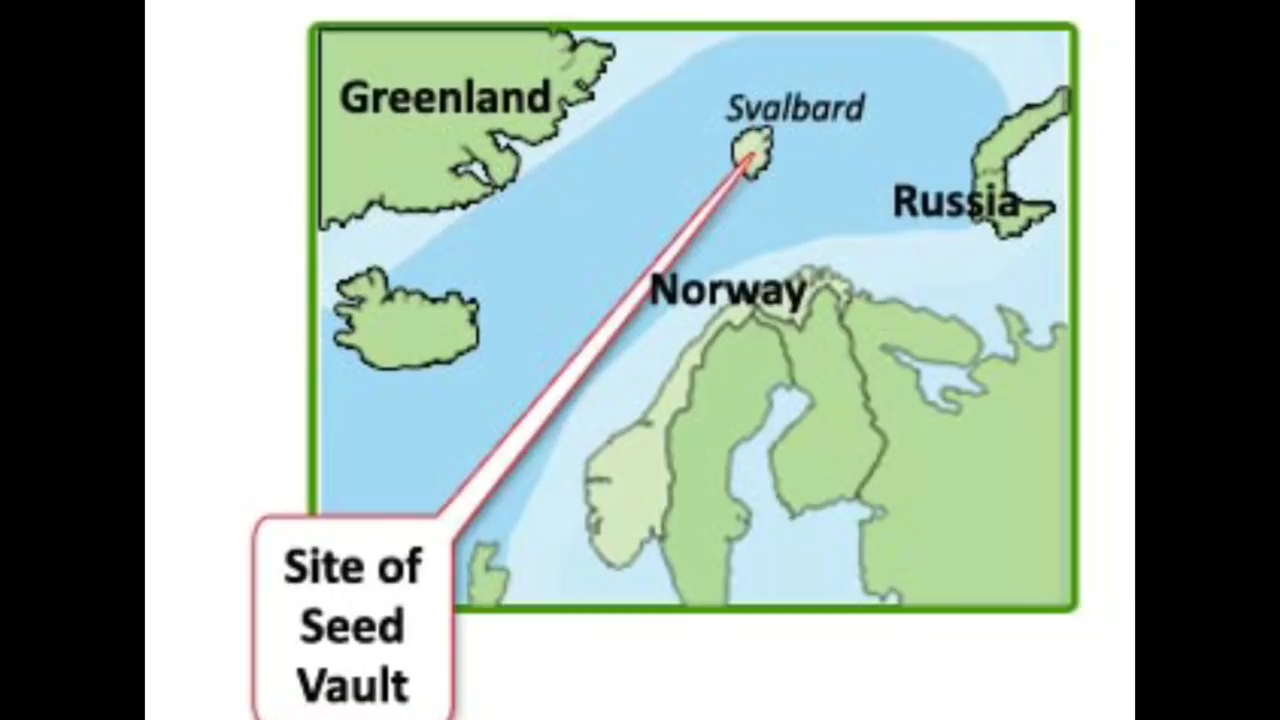 Greenland
Svalbard
Russia
Norway
Site of
Seed
Vault